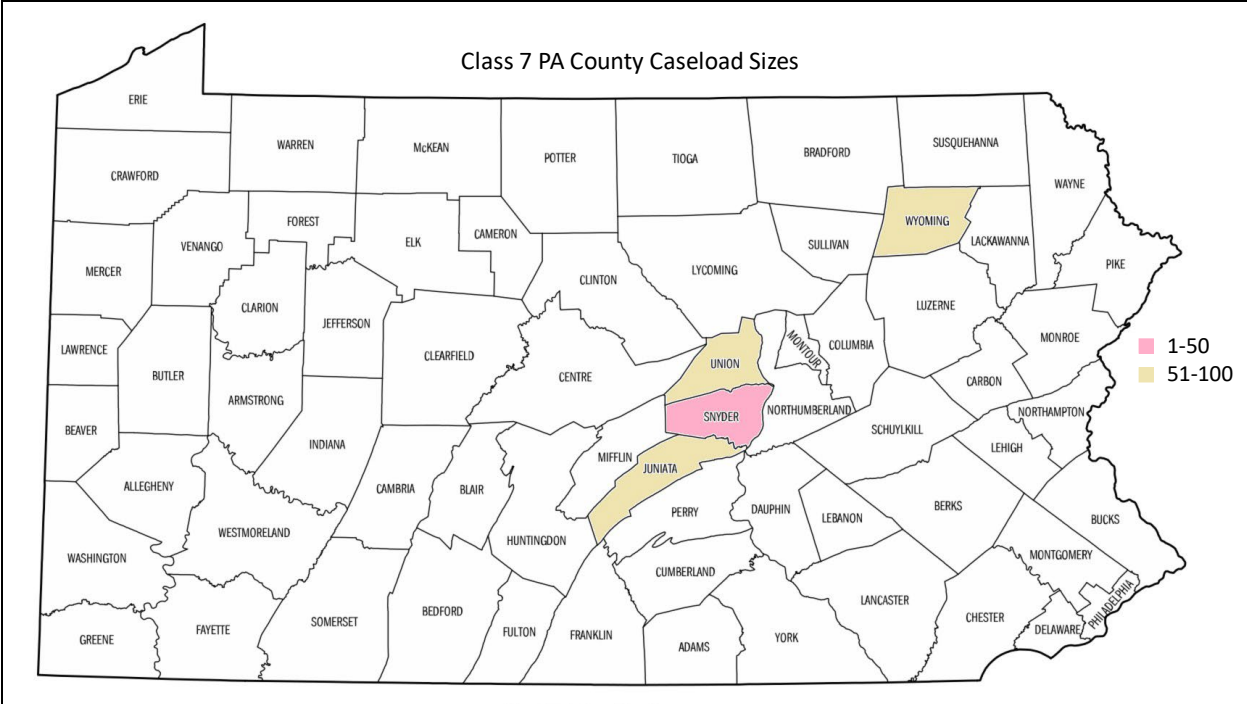 Class 7 PA County Caseload Sizes
ERIE
WARREN
McKEAN
POTTER
TIOGA
BRADFORD
SUSQUEHANNA
CRAWFORD
WAYNE
FOREST
WYOMING
VENANGO
ELK
CAMERON
SULLIVAN
LACKAWANNA
MERCER
LYCOMING
PIKE
CLINTON
CLARION
LUZERNE
JEFFERSON
MONROE
LAWRENCE
CLEARFIELD
MONTOUR
COLUMBIA
1-50
UNION
BUTLER
CENTRE
51-100
CARBON
ARMSTRONG
NORTHUMBERLAND
NORTHAMPTON
SNYDER
BEAVER
SCHUYLKILL
INDIANA
LEHIGH
MIFFLIN
JUNIATA
ALLEGHENY
CAMBRIA
BLAIR
BERKS
PERRY
DAUPHIN
LEBANON
BUCKS
WESTMORELAND
HUNTINGDON
WASHINGTON
MONTGOMERY
CUMBERLAND
PHILADELPHIA
LANCASTER
BEDFORD
SOMERSET
CHESTER
FAYETTE
FULTON
FRANKLIN
DELAWARE
GREENE
YORK
ADAMS